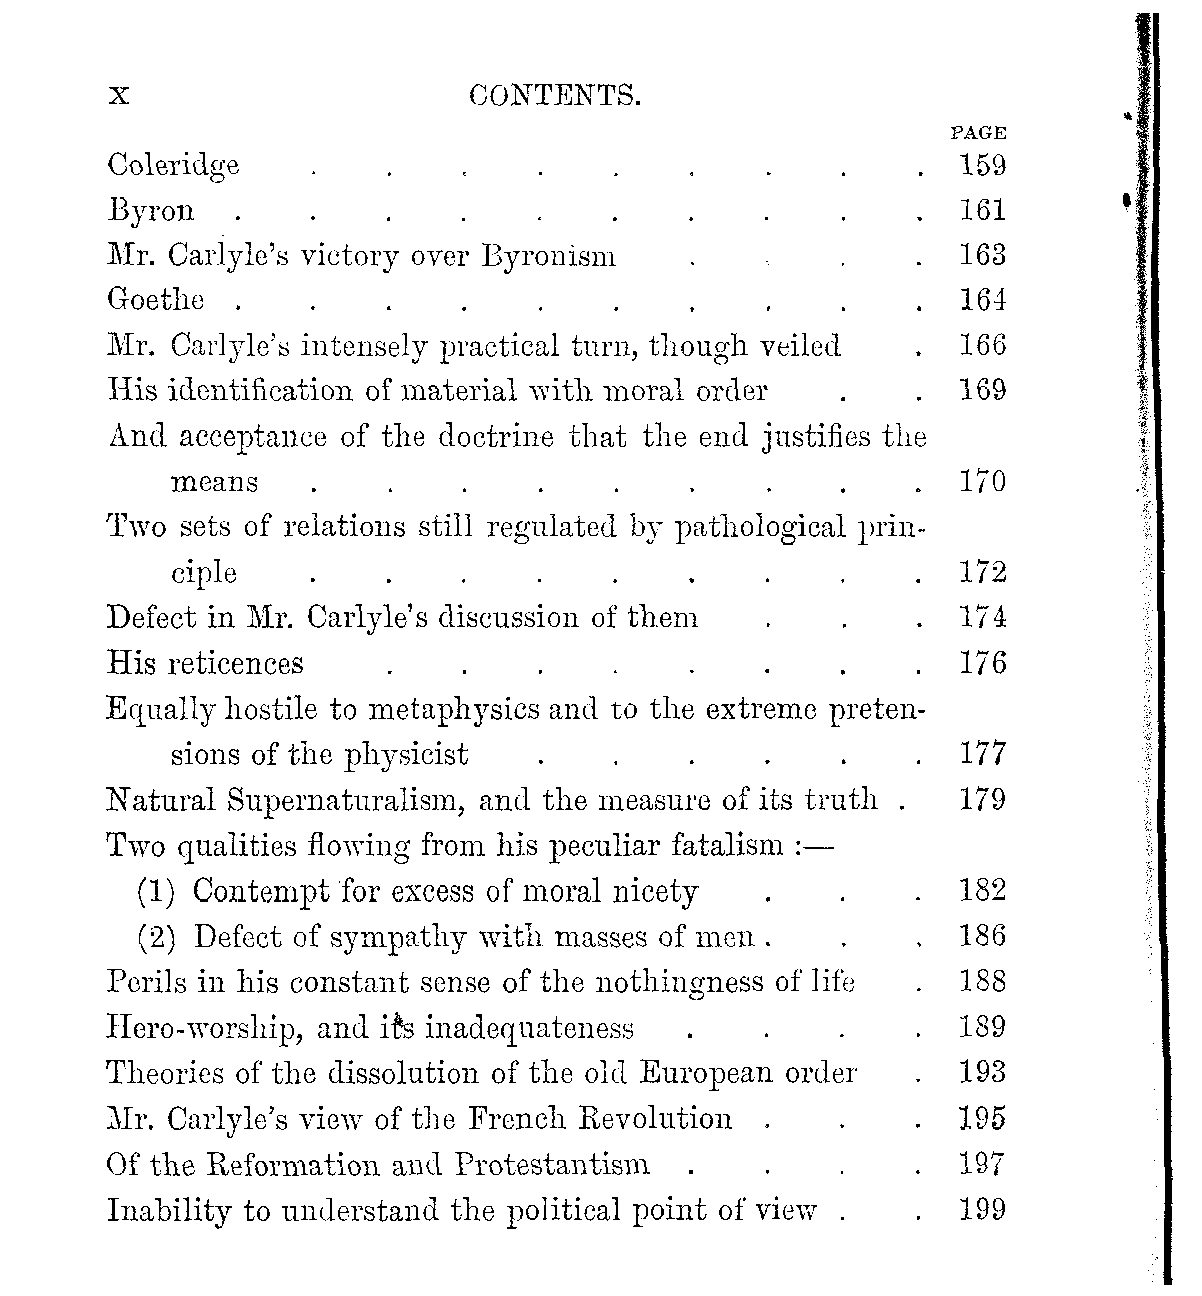 x CONTENTS.
PAGE
Coleridge . . . . . . . . . 159
Byron . . . . . . . . . . 161
Mr. Carlyle's victory over Byronism . . . . 163
Goethe . . . . . . . . . . 164
Mr. Carlyle's intensely practical turn, though veiled . 166
His identification of material with moral order . . 169
And acceptance of the doctrine that the end justifies the
means . . . . . . . . . 170
Two sets of relations still regulated by pathological prin-
ciple . . . . . . . . . 172
Defect in Mr. Carlyle's discussion of them . . . 174
His reticences . . . . . . . . 176
Equally hostile to metaphysics and to the extreme preten-
sions of the physicist . . . . . . 177
Natural Supernaturalism, and the measure of its truth . 179
Two qualities flowing from his peculiar fatalism :—
(1) Contempt for excess of moral nicety . . . 182
(2) Defect of sympathy with masses of men . . . 186
Perils in his constant sense of the nothingness of life . 188
Hero-worship, and its inadequateness . . . . 189
Theories of the dissolution of the old European order . 193
Mr. Carlyle's view of the French Revolution . . . 195
Of the Reformation and Protestantism . . . . 197
Inability to understand the political point of view . . 199